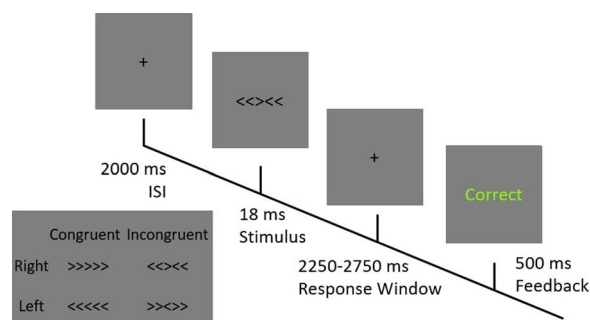 +
<<><<
+
Correct
2000 ms
ISI
18 ms
Stimulus
2250-2750 ms
Response Window
500 ms
Feedback
Congruent Incongruent
Right >>>>> <<><<
Left <<<<< >><>>